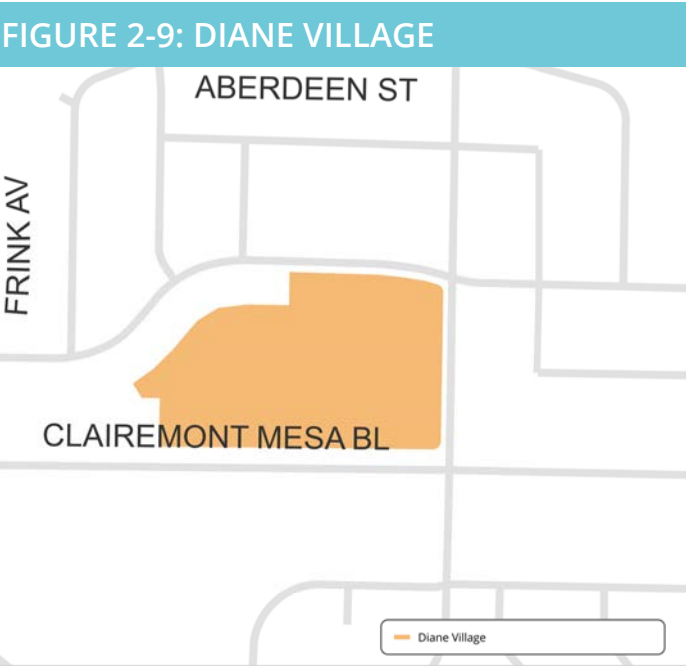 FIGURE 2-9: DIANE VILLAGE
ABERDEEN ST
FRINK AV
CLAIREMONT MESA BL
Diane Village